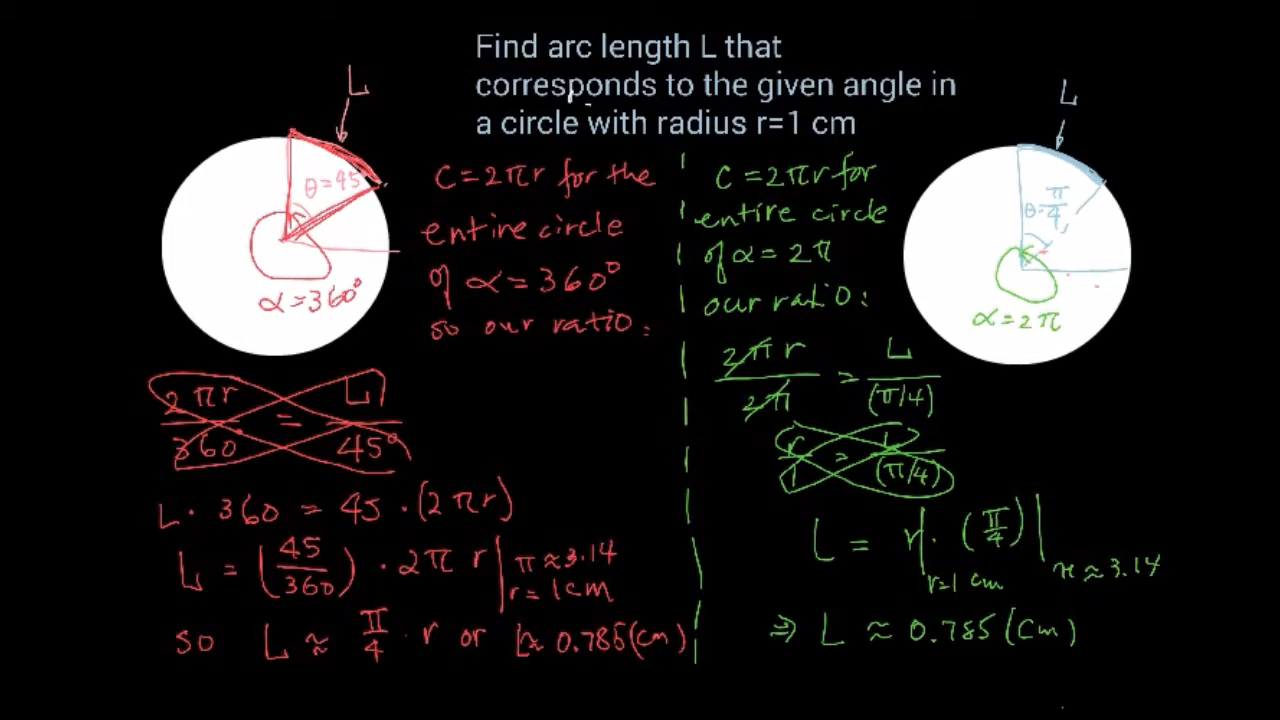 Find arc length L that
corresponds to the given angle in
a circle with radius r=1 cm
L
θ=45
α=360°
C=2πr for the
entire circle
of α=360°
so our ratio:
2πr/360° = L/45°
L · 360 = 45 · (2πr)
L = (45/360) · 2π r | π≈3.14 r=1cm
so L ≈ π/4 · r or L≈ 0.785(cm)
C=2πr for
entire circle
of α=2π
our ratio:
2πr/2π = L/(π/4)
r/1 = L/(π/4)
L = r| r=1 cm · (π/4)| π≈3.14
⇒ L ≈ 0.785 (cm)
L
θ=π/4
α=2π